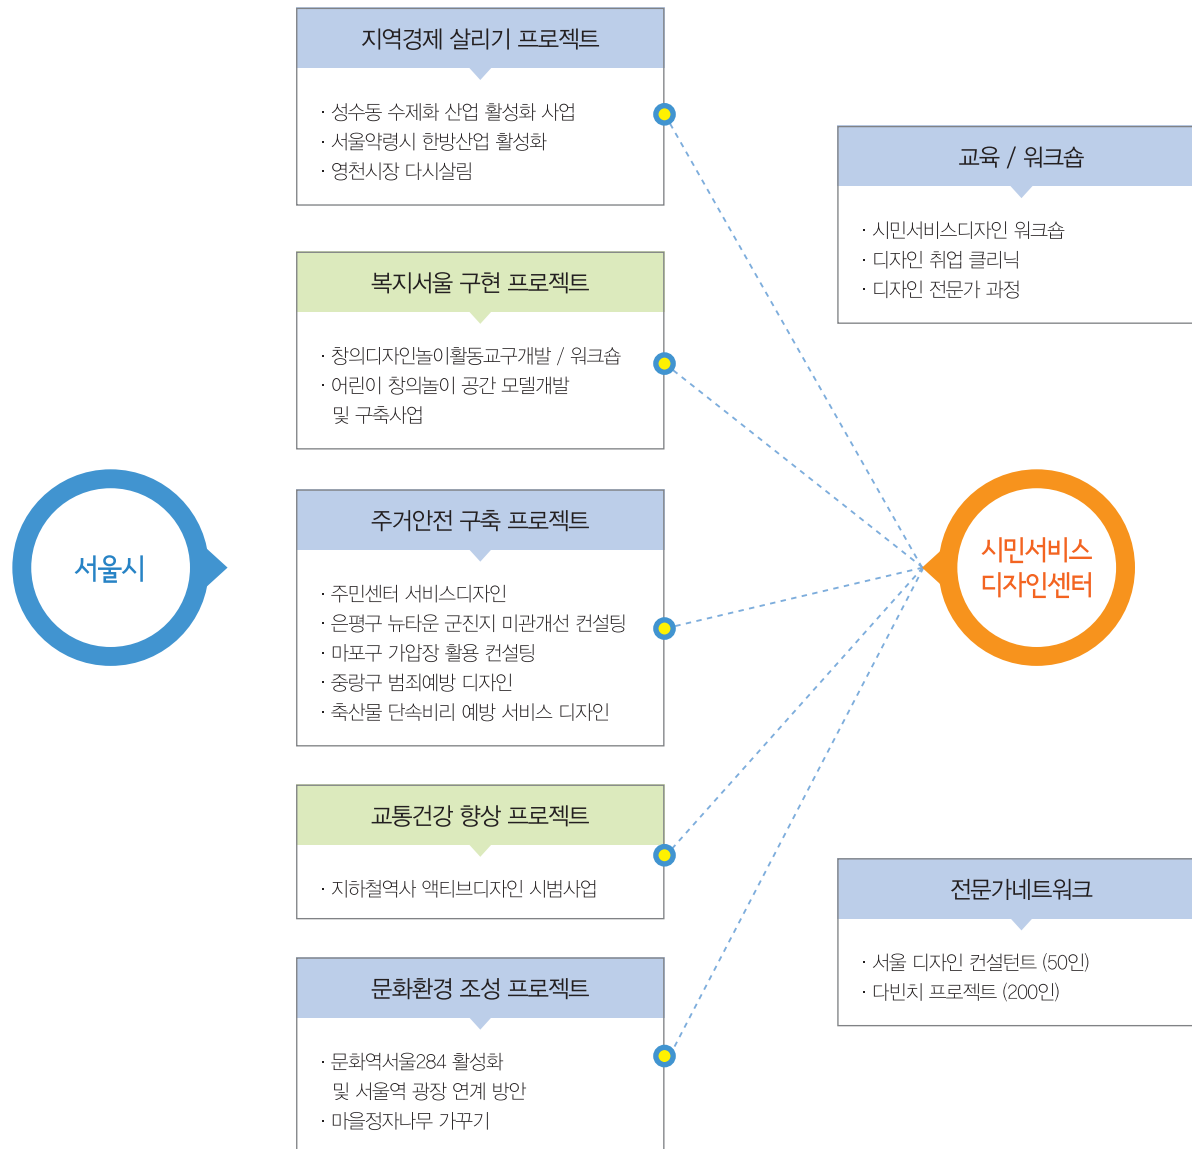 지역경제 살리기 프로젝트
· 성수동 수제화 산업 활성화 사업
· 서울약령시 한방산업 활성화
· 영천시장 다시살림
복지서울 구현 프로젝트
· 창의디자인놀이활동교구개발 / 워크숍
· 어린이 창의놀이 공간 모델개발
및 구축사업
서울시
주거안전 구축 프로젝트
· 주민센터 서비스디자인
· 은평구 뉴타운 군진지 미관개선 컨설팅
· 마포구 가압장 활용 컨설팅
· 중랑구 범죄예방 디자인
· 축산물 단속비리 예방 서비스 디자인
교통건강 향상 프로젝트
· 지하철역사 액티브디자인 시범사업
문화환경 조성 프로젝트
· 문화역서울284 활성화
및 서울역 광장 연계 방안
· 마을정자나무 가꾸기
교육 / 워크숍
· 시민서비스디자인 워크숍
· 디자인 취업 클리닉
· 디자인 전문가 과정
시민서비스
디자인센터
전문가네트워크
· 서울 디자인 컨설턴트 (50인)
· 다빈치 프로젝트 (200인)